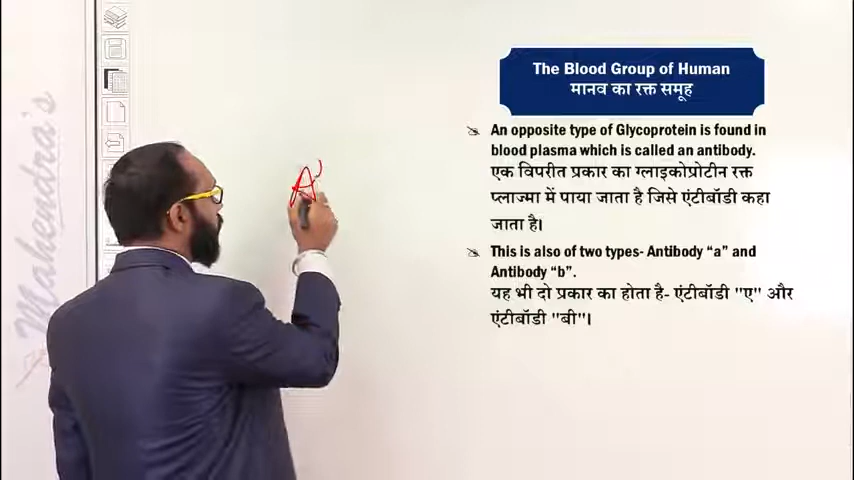 The Blood Group of Human
मानव का रक्त समूह
An opposite type of Glycoprotein is found in
blood plasma which is called an antibody.
एक विपरीत प्रकार का ग्लाइकोप्रोटीन रक्त
प्लाज्मा में पाया जाता है जिसे एंटीबॉडी कहा
जाता है।
This is also of two types- Antibody “a” and
Antibody “b”.
यह भी दो प्रकार का होता है- एंटीबॉडी "ए" और
एंटीबॉडी "बी"।
A
Mahendra's